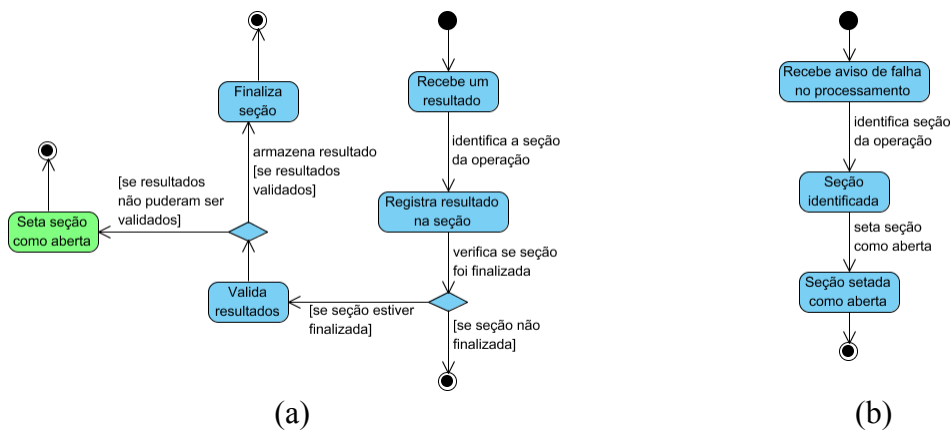 Recebe um
resultado
identifica a seção
da operação
Registra resultado
na seção
verifica se seção
foi finalizada
[se seção não
finalizada]
[se seção estiver
finalizada]
Valida
resultados
armazena resultado
[se resultados
validados]
Finaliza
seção
[se resultados
não puderam ser
validados]
Seta seção
como aberta
(a)
Recebe aviso de falha
no processamento
identifica seção
da operação
Seção
identificada
seta seção
como aberta
Seção setada
como aberta
(b)